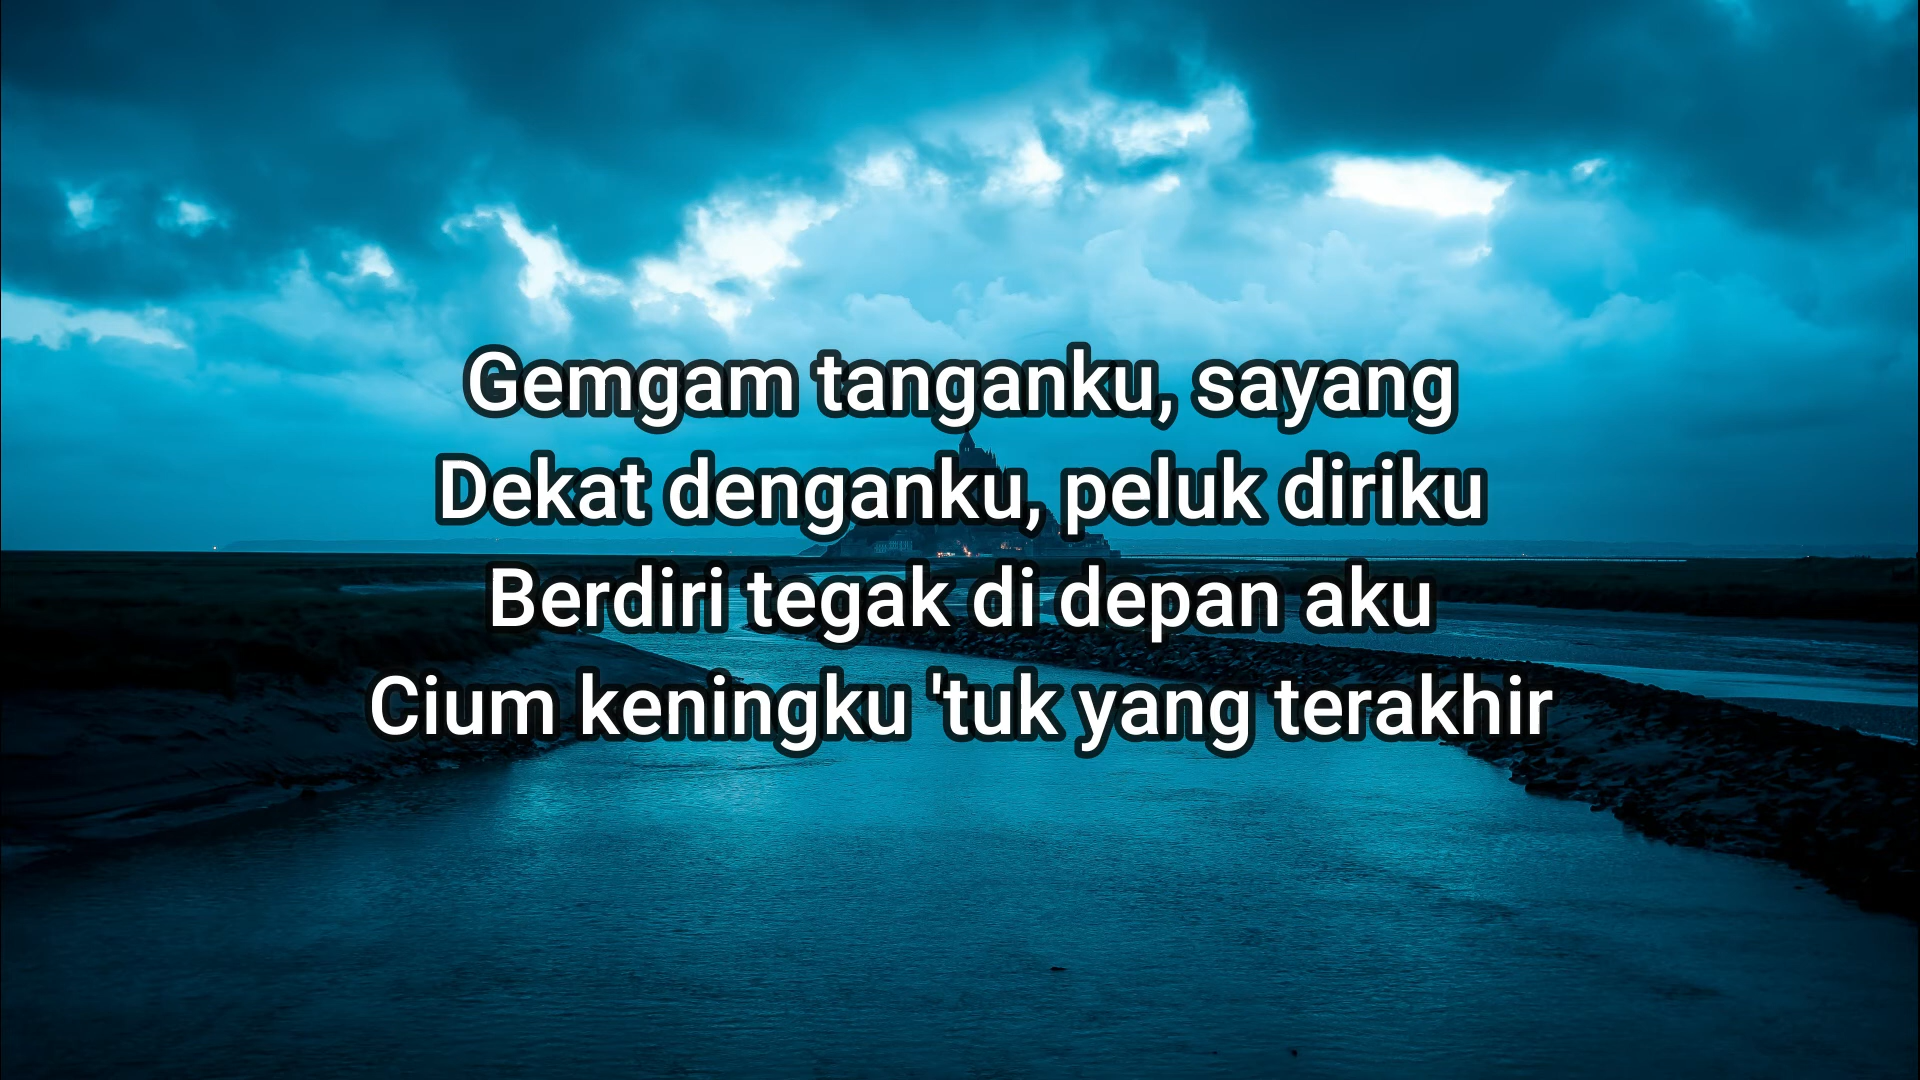 Gemgam tanganku, sayang
Dekat denganku, peluk diriku
Berdiri tegak di depan aku
Cium keningku 'tuk yang terakhir